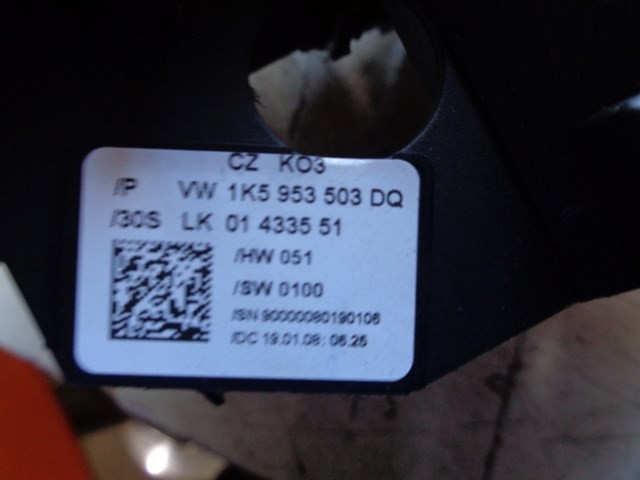 CZ KO3
/P VW 1K5 953 503 DQ
/30S LK 01 4335 51
/HW 051
/SW 0100
/SN 90000080190106
/DC 19.01.08; 06.25